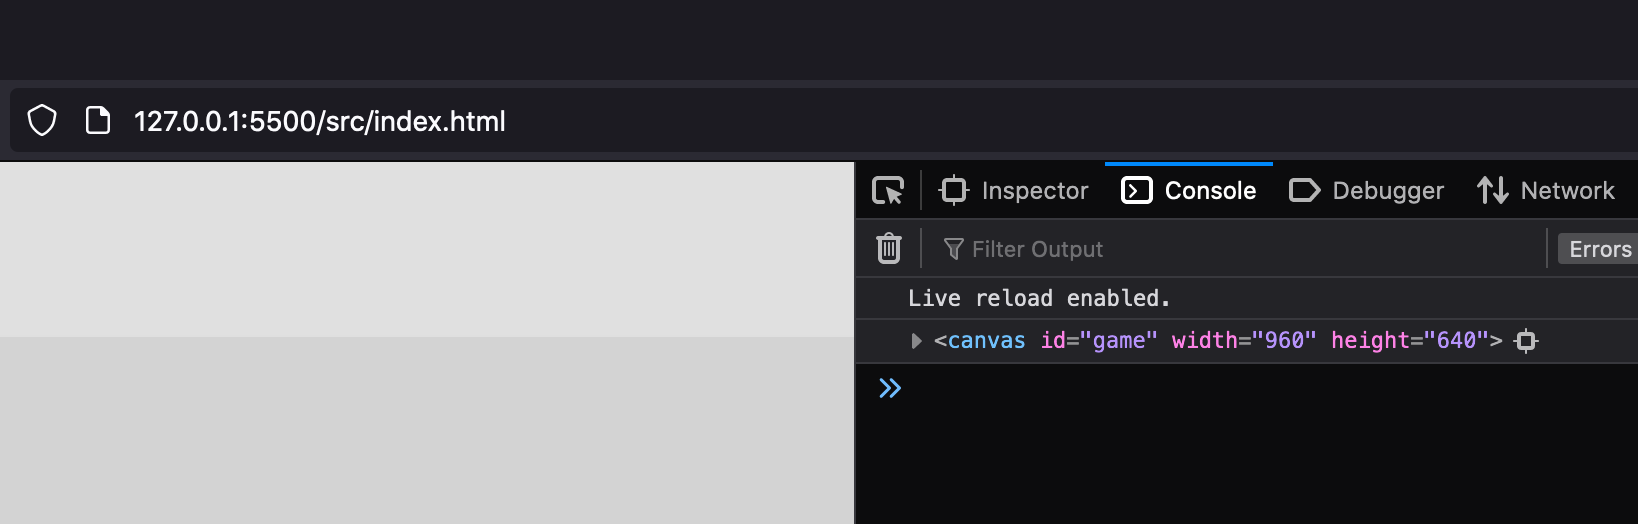 127.0.0.1:5500/src/index.html
Inspector Console Debugger Network
Filter Output Errors
Live reload enabled.
<canvas id="game" width="960" height="640">